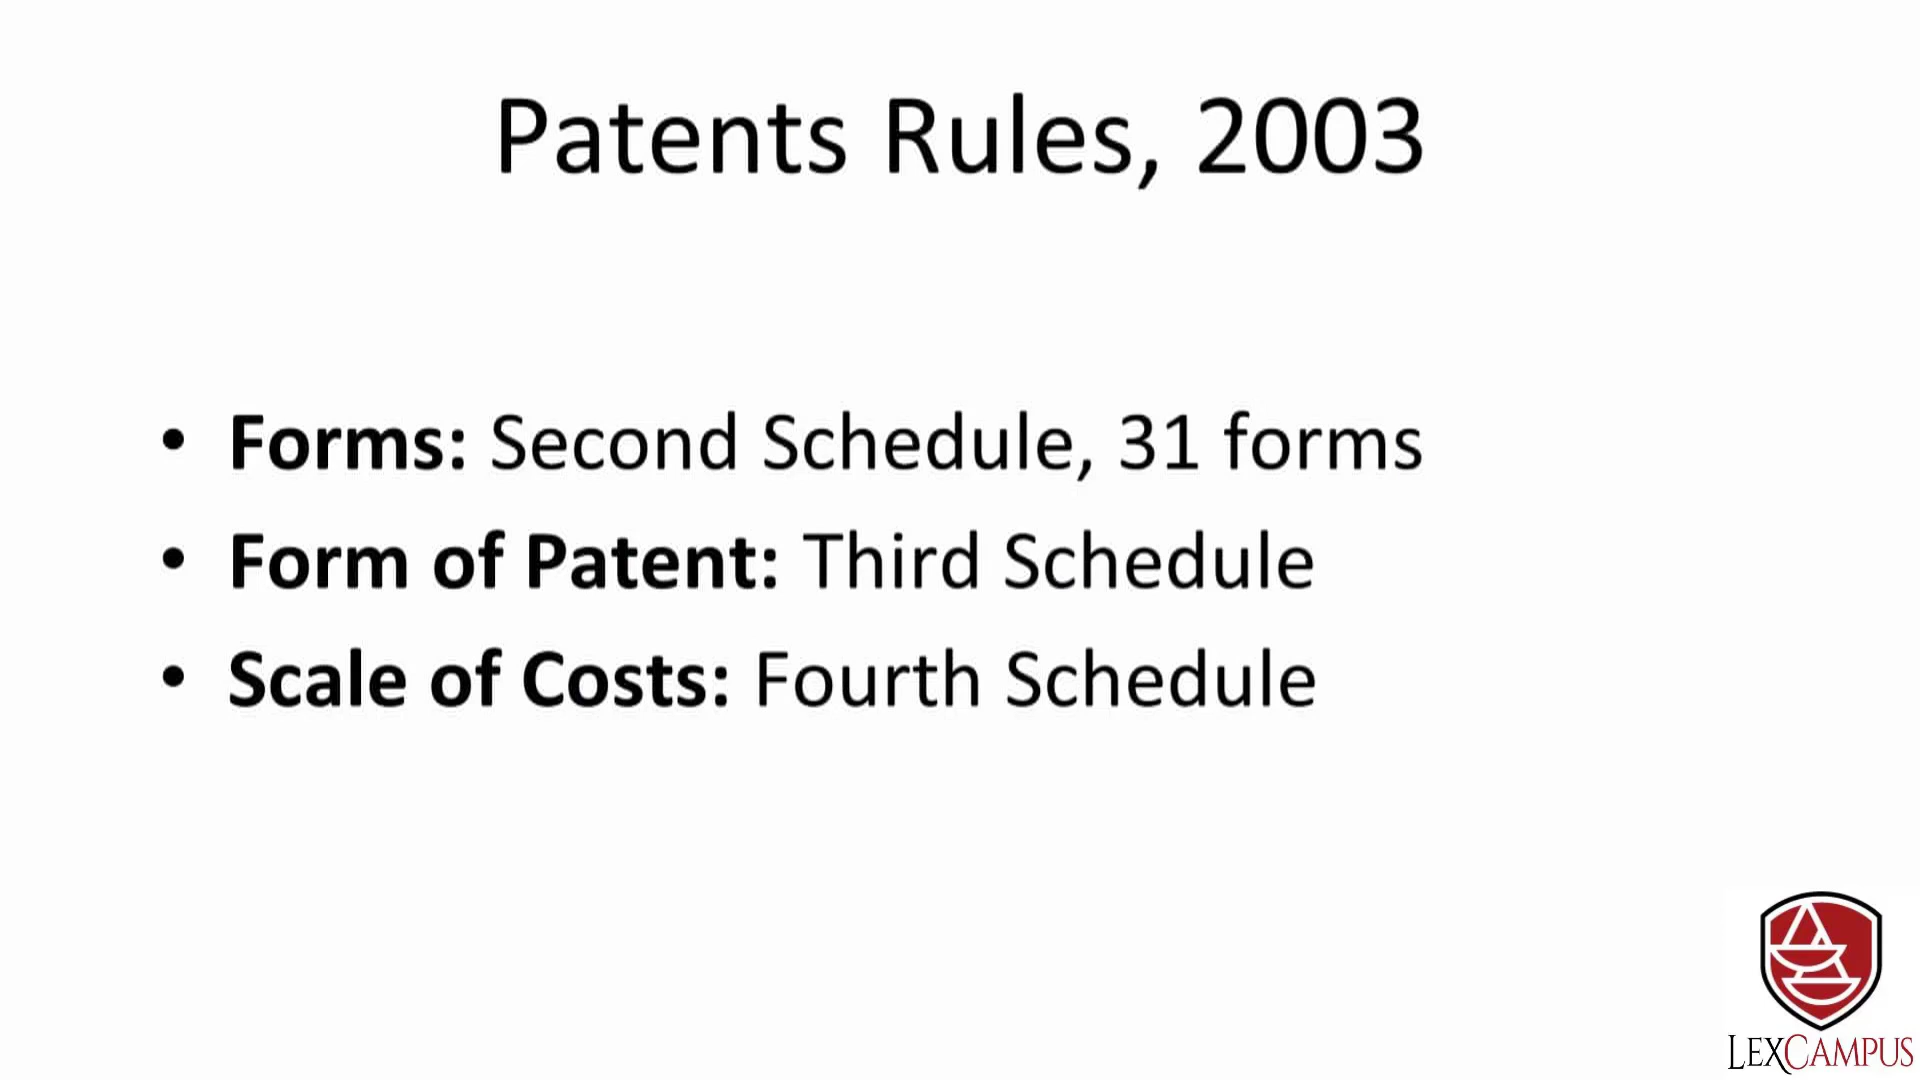 Patents Rules, 2003
• Forms: Second Schedule, 31 forms
• Form of Patent: Third Schedule
• Scale of Costs: Fourth Schedule
LEXCAMPUS